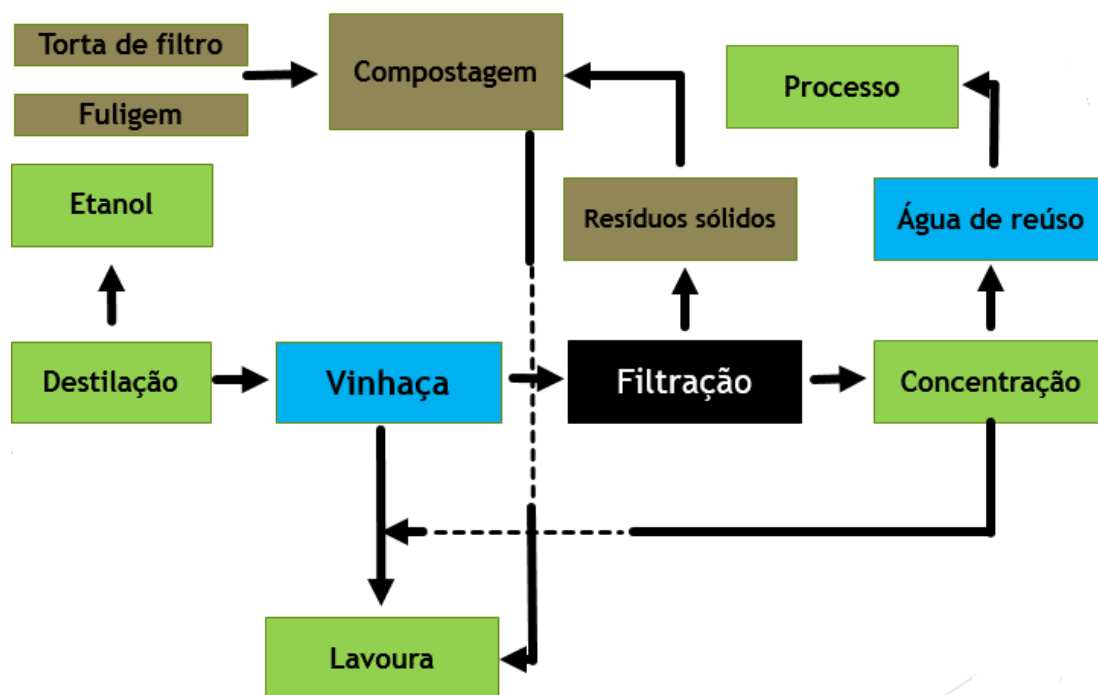 Torta de filtro
Compostagem
Processo
Fuligem
Etanol
Resíduos sólidos
Água de reúso
Destilação
Vinhaça
Filtração
Concentração
Lavoura